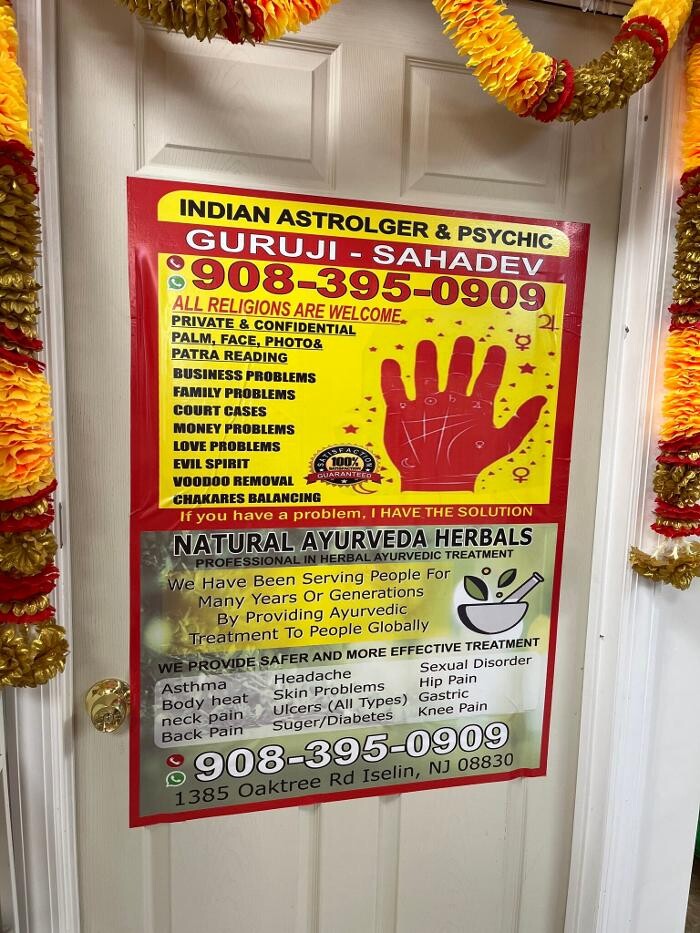 INDIAN ASTROLGER & PSYCHIC
GURUJI - SAHADEV
908-395-0909
ALL RELIGIONS ARE WELCOME
PRIVATE & CONFIDENTIAL
PALM, FACE, PHOTO&
PATRA READING
BUSINESS PROBLEMS
FAMILY PROBLEMS
COURT CASES
MONEY PROBLEMS
LOVE PROBLEMS
EVIL SPIRIT
VOODOO REMOVAL
CHAKARES BALANCING
SATISFACTION
100%
GUARANTEED
If you have a problem, I HAVE THE SOLUTION
NATURAL AYURVEDA HERBALS
PROFESSIONAL IN HERBAL AYURVEDIC TREATMENT
We Have Been Serving People For
Many Years Or Generations
By Providing Ayurvedic
Treatment To People Globally
WE PROVIDE SAFER AND MORE EFFECTIVE TREATMENT
Asthma
Body heat
neck pain
Back Pain
Headache
Skin Problems
Ulcers (All Types)
Suger/Diabetes
Sexual Disorder
Hip Pain
Gastric
Knee Pain
908-395-0909
1385 Oaktree Rd Iselin, NJ 08830